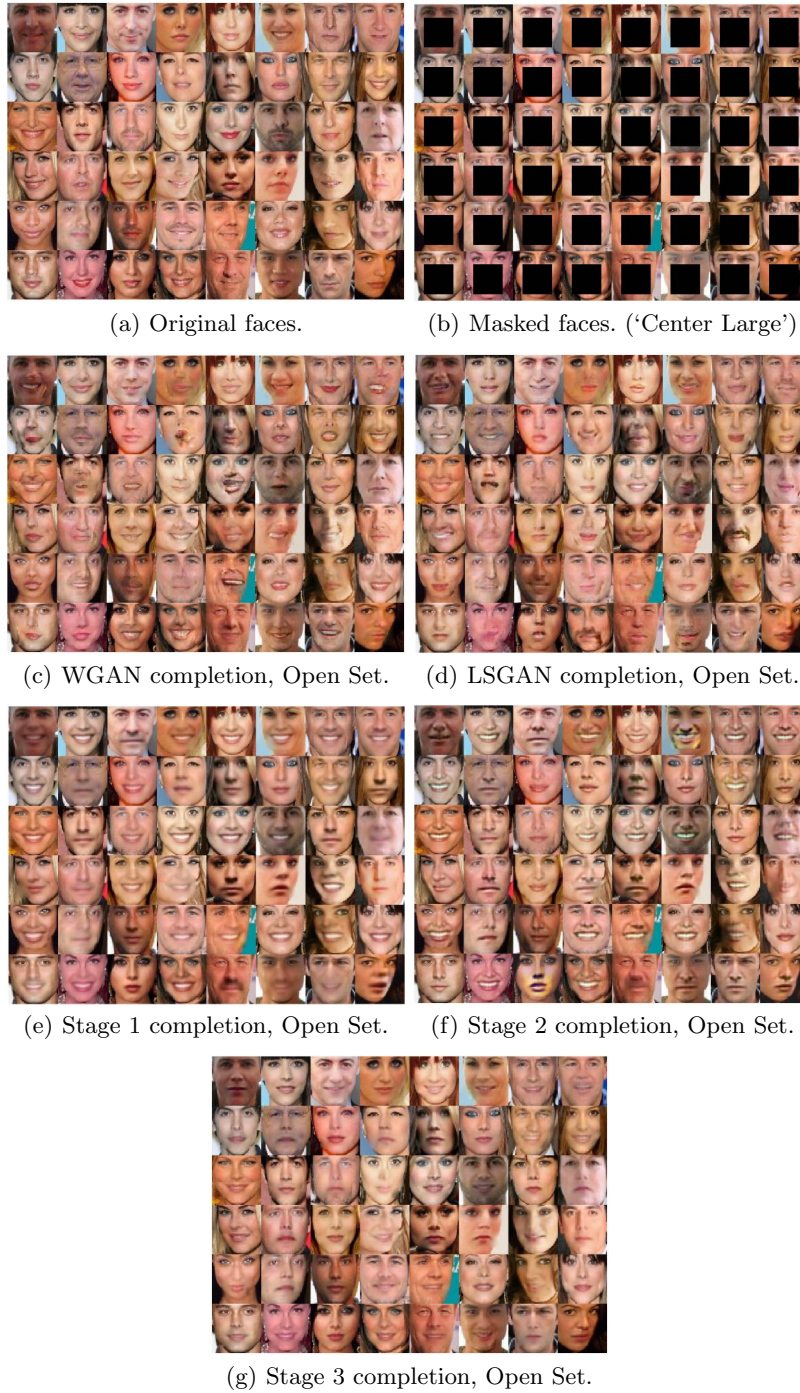 (a) Original faces.
(b) Masked faces. (‘Center Large’)
(c) WGAN completion, Open Set.
(d) LSGAN completion, Open Set.
(e) Stage 1 completion, Open Set.
(f) Stage 2 completion, Open Set.
(g) Stage 3 completion, Open Set.